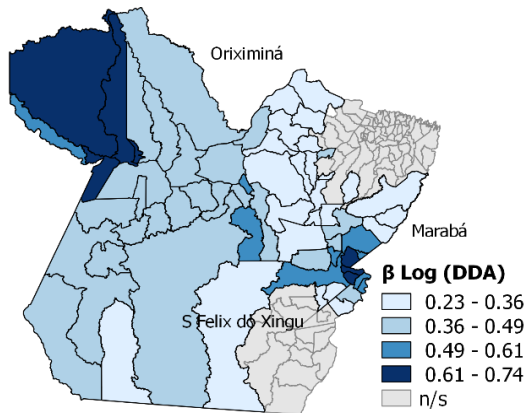 Oriximiná
Marabá
S Felix do Xingu
β Log (DDA)
0.23 - 0.36
0.36 - 0.49
0.49 - 0.61
0.61 - 0.74
n/s